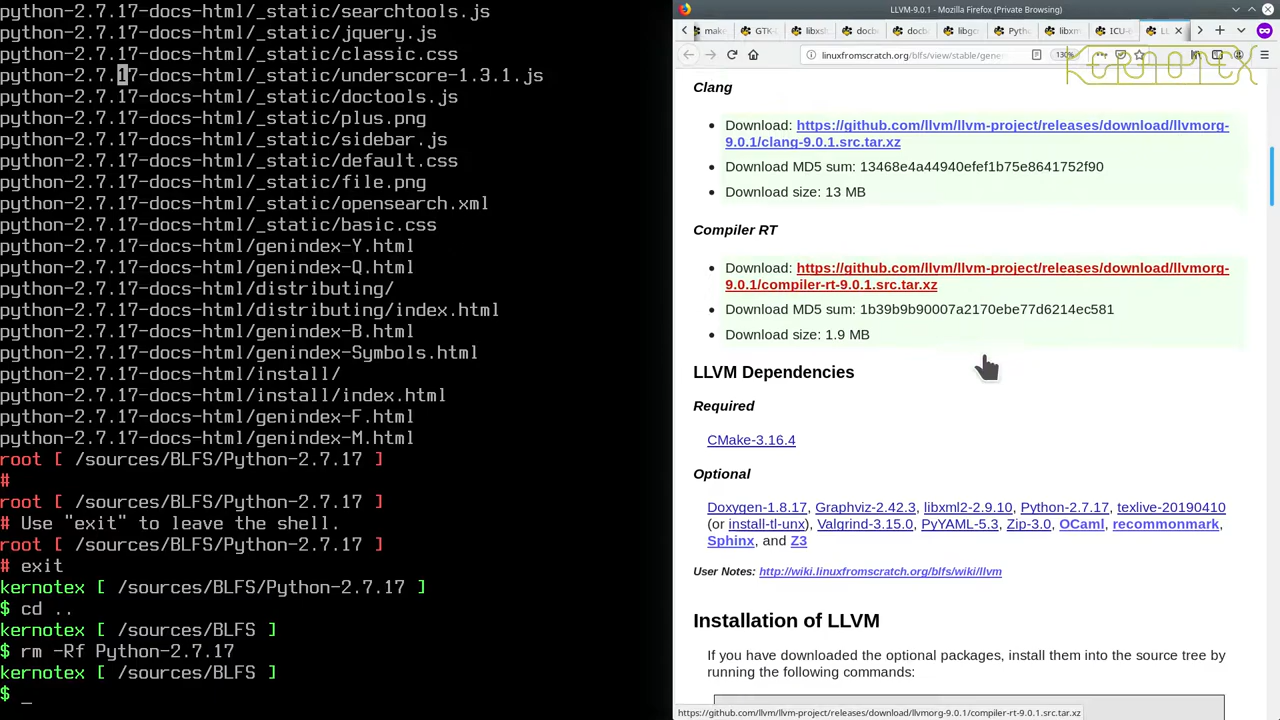 python-2.7.17-docs-html/_static/searchtools.js
python-2.7.17-docs-html/_static/jquery.js
python-2.7.17-docs-html/_static/classic.css
python-2.7.17-docs-html/_static/underscore-1.3.1.js
python-2.7.17-docs-html/_static/doctools.js
python-2.7.17-docs-html/_static/plus.png
python-2.7.17-docs-html/_static/sidebar.js
python-2.7.17-docs-html/_static/default.css
python-2.7.17-docs-html/_static/file.png
python-2.7.17-docs-html/_static/opensearch.xml
python-2.7.17-docs-html/_static/basic.css
python-2.7.17-docs-html/genindex-Y.html
python-2.7.17-docs-html/genindex-Q.html
python-2.7.17-docs-html/distributing/
python-2.7.17-docs-html/distributing/index.html
python-2.7.17-docs-html/genindex-B.html
python-2.7.17-docs-html/genindex-Symbols.html
python-2.7.17-docs-html/install/
python-2.7.17-docs-html/install/index.html
python-2.7.17-docs-html/genindex-F.html
python-2.7.17-docs-html/genindex-M.html
root [ /sources/BLFS/Python-2.7.17 ]
#
root [ /sources/BLFS/Python-2.7.17 ]
# Use "exit" to leave the shell.
root [ /sources/BLFS/Python-2.7.17 ]
# exit
kernotex [ /sources/BLFS/Python-2.7.17 ]
$ cd ..
kernotex [ /sources/BLFS ]
$ rm -Rf Python-2.7.17
kernotex [ /sources/BLFS ]
$ _
LLVM-9.0.1 - Mozilla Firefox (Private Browsing)
make GTK- libxsl docb docb libgc Pyth libxm ICU-
linuxfromscratch.org/blfs/view/stable/gene
130%
KERNOTEX
Clang
• Download: https://github.com/llvm/llvm-project/releases/download/llvmorg-
9.0.1/clang-9.0.1.src.tar.xz
• Download MD5 sum: 13468e4a44940efef1b75e8641752f90
• Download size: 13 MB
Compiler RT
• Download: https://github.com/llvm/llvm-project/releases/download/llvmorg-
9.0.1/compiler-rt-9.0.1.src.tar.xz
• Download MD5 sum: 1b39b9b90007a2170ebe77d6214ec581
• Download size: 1.9 MB
LLVM Dependencies
Required
CMake-3.16.4
Optional
Doxygen-1.8.17, Graphviz-2.42.3, libxml2-2.9.10, Python-2.7.17, texlive-20190410
(or install-tl-unx), Valgrind-3.15.0, PyYAML-5.3, Zip-3.0, OCaml, recommonmark,
Sphinx, and Z3
User Notes: http://wiki.linuxfromscratch.org/blfs/wiki/llvm
Installation of LLVM
If you have downloaded the optional packages, install them into the source tree by
running the following commands:
https://github.com/llvm/llvm-project/releases/download/llvmorg-9.0.1/compiler-rt-9.0.1.src.tar.xz